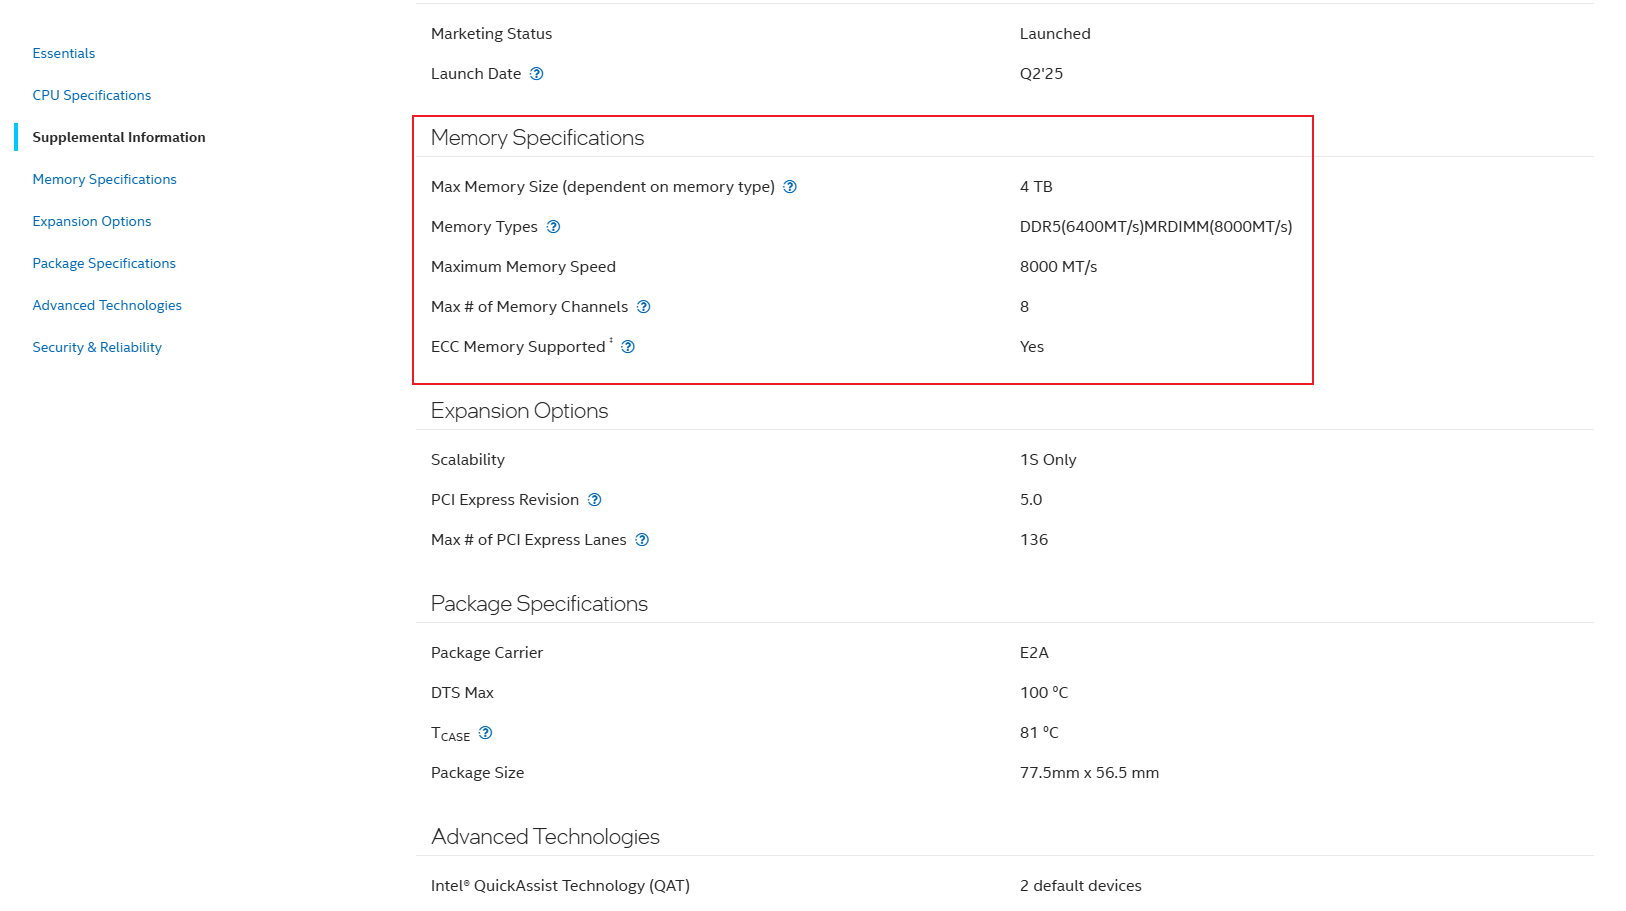 Essentials
CPU Specifications
Supplemental Information
Memory Specifications
Expansion Options
Package Specifications
Advanced Technologies
Security & Reliability
Marketing Status Launched
Launch Date Q2'25
Memory Specifications
Max Memory Size (dependent on memory type) 4 TB
Memory Types DDR5(6400MT/s)MRDIMM(8000MT/s)
Maximum Memory Speed 8000 MT/s
Max # of Memory Channels 8
ECC Memory Supported ‡ Yes
Expansion Options
Scalability 1S Only
PCI Express Revision 5.0
Max # of PCI Express Lanes 136
Package Specifications
Package Carrier E2A
DTS Max 100 °C
TCASE 81 °C
Package Size 77.5mm x 56.5 mm
Advanced Technologies
Intel® QuickAssist Technology (QAT) 2 default devices